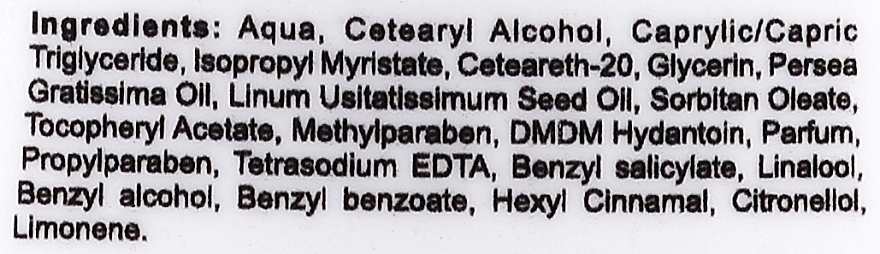 Ingredients: Aqua, Cetearyl Alcohol, Caprylic/Capric
Triglyceride, Isopropyl Myristate, Ceteareth-20, Glycerin, Persea
Gratissima Oil, Linum Usitatissimum Seed Oil, Sorbitan Oleate,
Tocopheryl Acetate, Methylparaben, DMDM Hydantoin, Parfum,
Propylparaben, Tetrasodium EDTA, Benzyl salicylate, Linalool,
Benzyl alcohol, Benzyl benzoate, Hexyl Cinnamal, Citronellol,
Limonene.